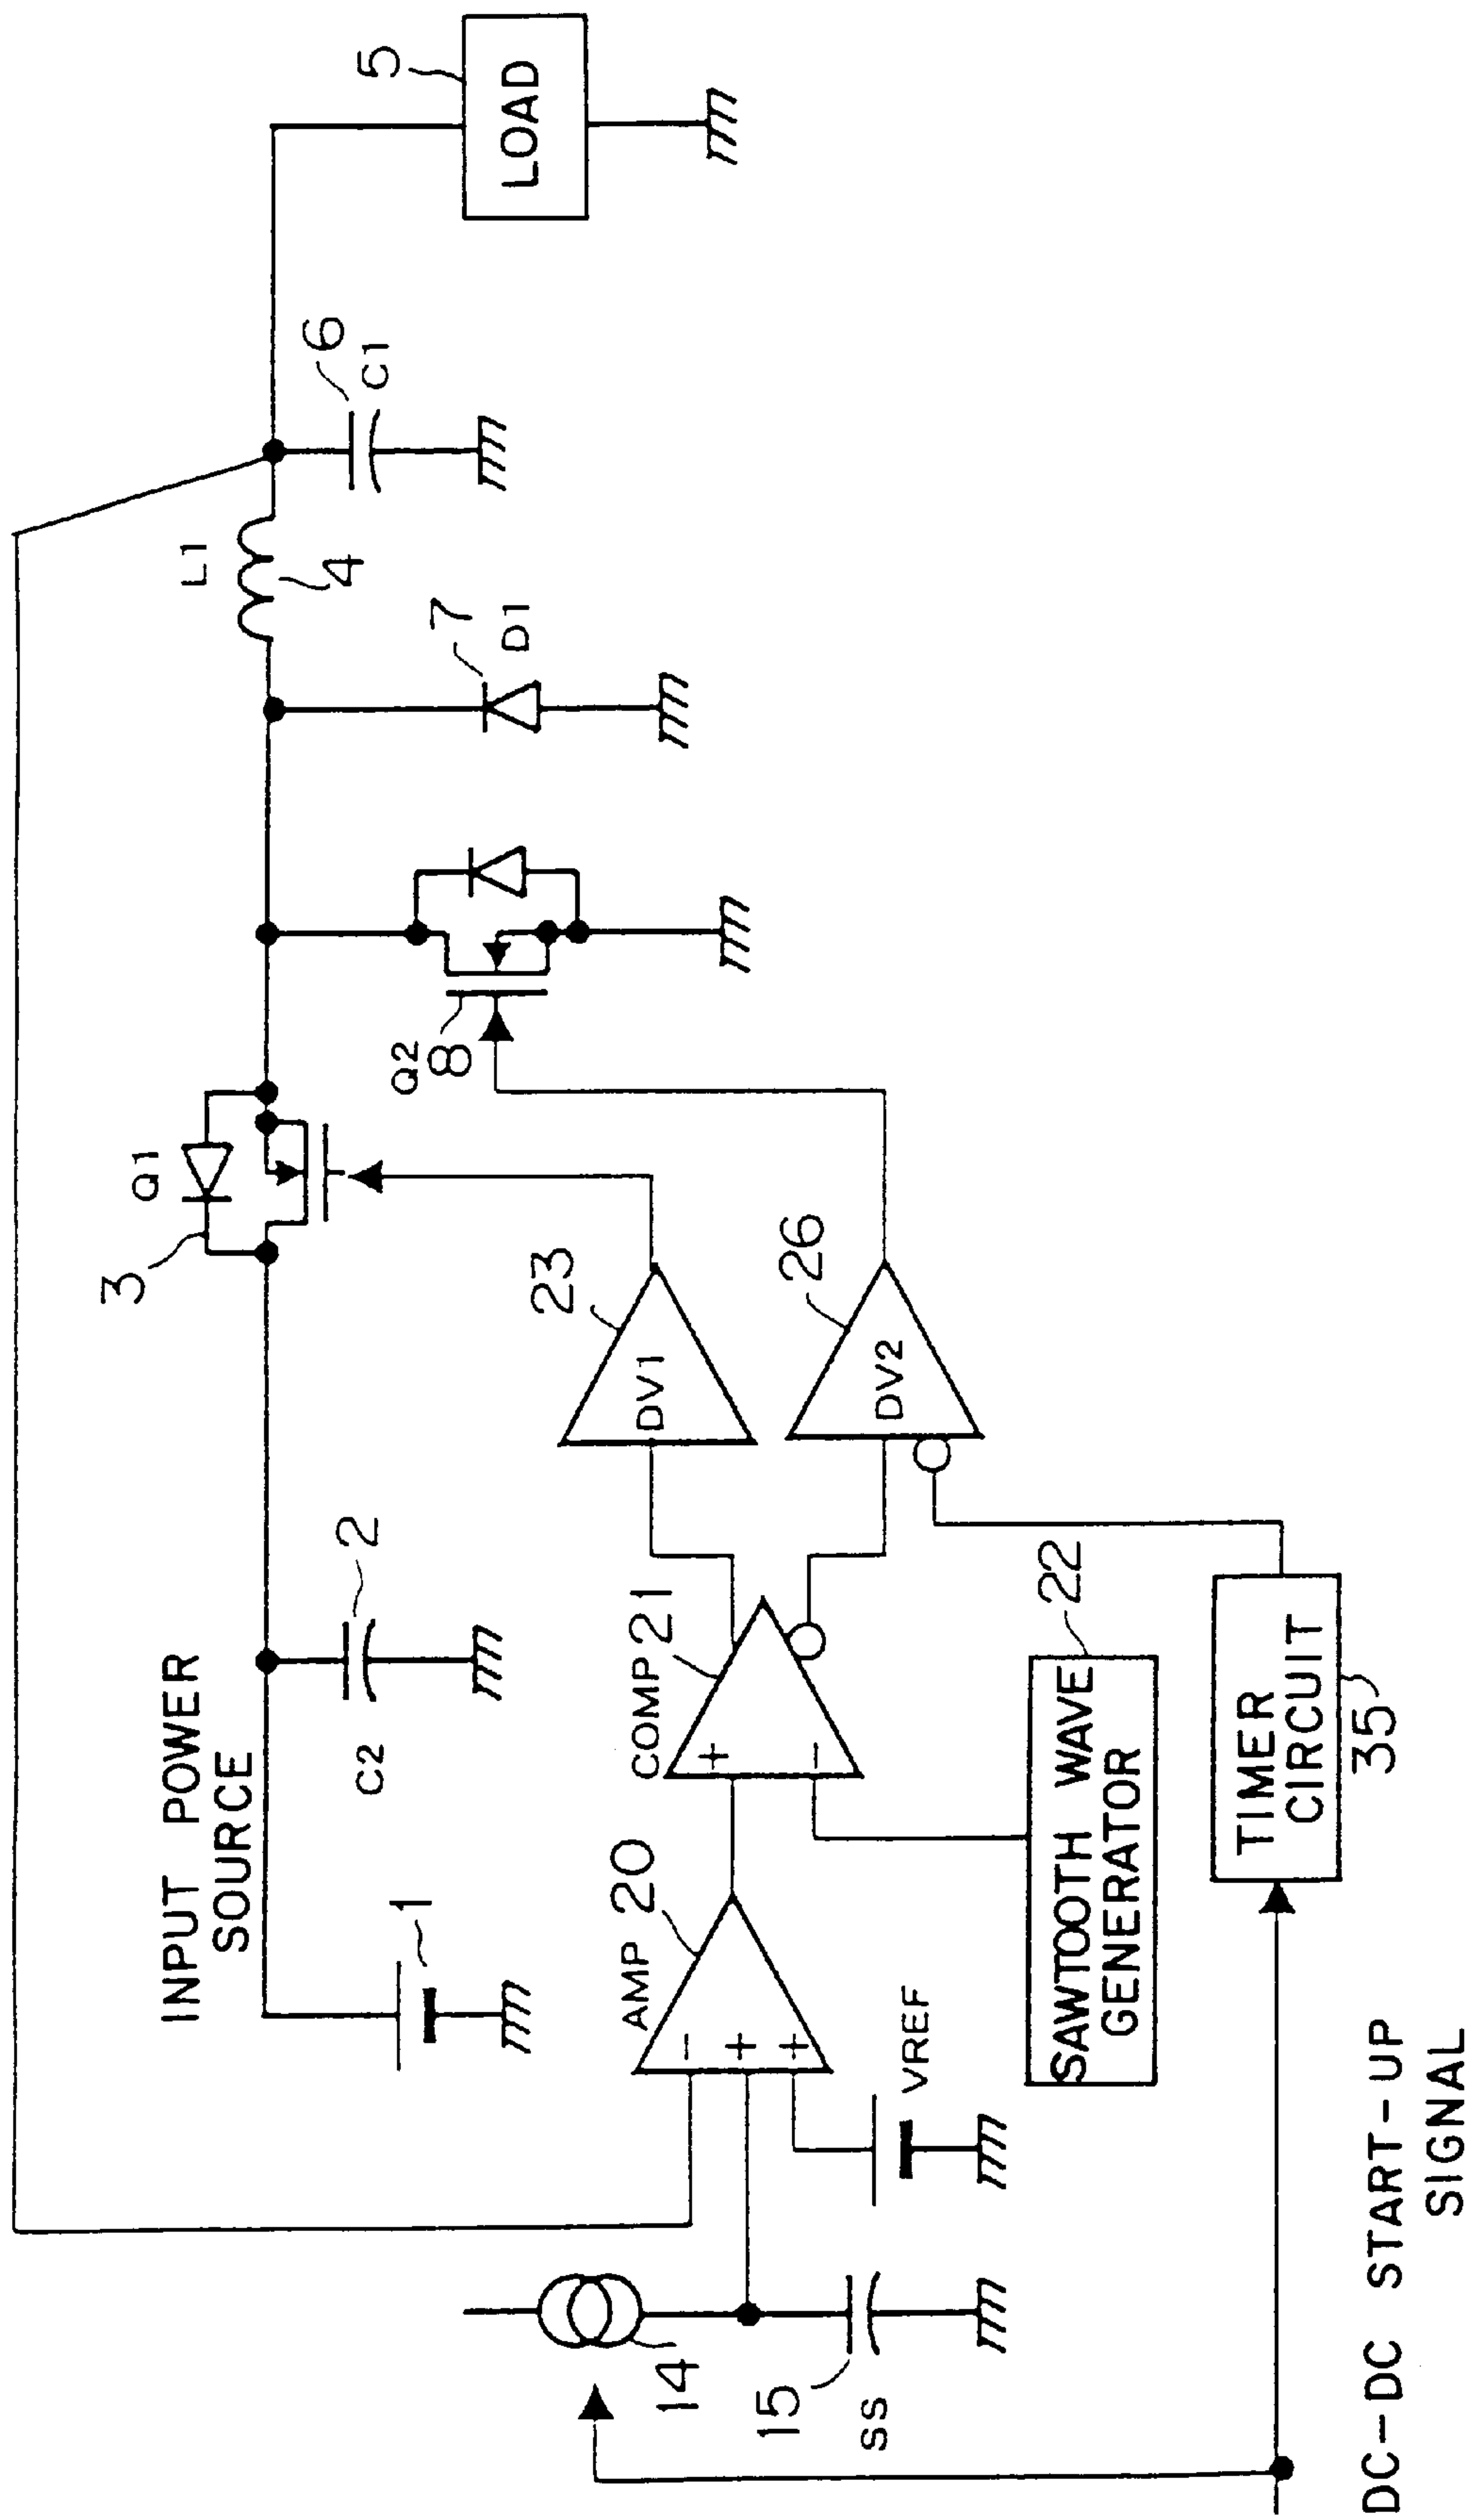 INPUT POWER
SOURCE
Q1
3
L1
4
5
LOAD
6
C1
7
D1
Q2
8
2
C2
1
23
DV1
26
DV2
COMP 21
+
−
AMP 20
−
+
+
VREF
22
SAWTOOTH WAVE
GENERATOR
TIMER
CIRCUIT
35
14
15
SS
DC-DC START-UP
SIGNAL